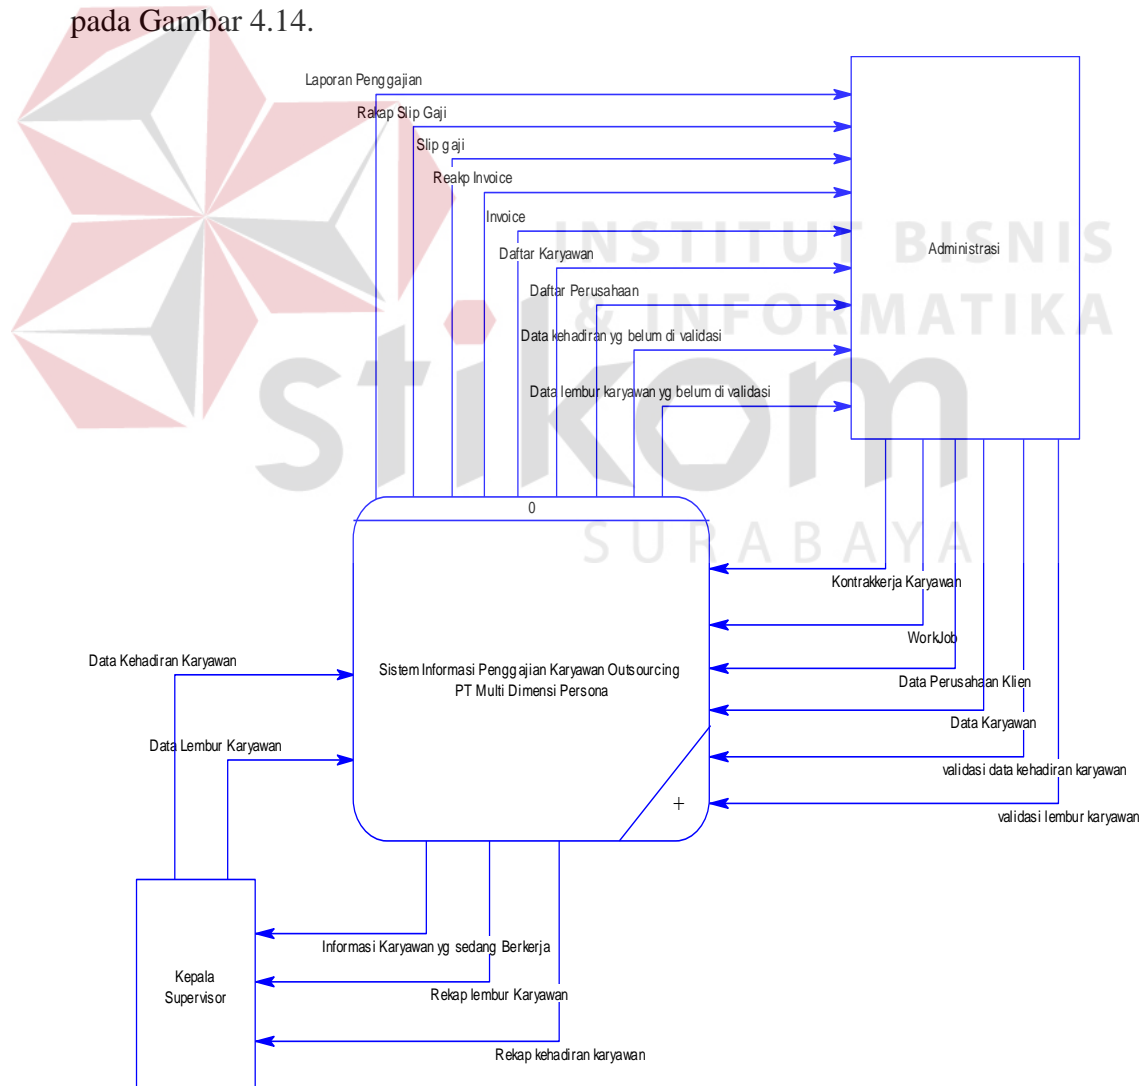 pada Gambar 4.14.
Laporan Penggajian
Rakap Slip Gaji
Slip gaji
Reakp Invoice
Invoice
Daftar Karyawan
Daftar Perusahaan
Data kehadiran yg belum di validasi
Data lembur karyawan yg belum di validasi
Administrasi
INSTITUT BISNIS
& INFORMATIKA
stikom
SURABAYA
0
Kontrakkerja Karyawan
WorkJob
Data Perusahaan Klien
Data Karyawan
validasi data kehadiran karyawan
validasi lembur karyawan
Sistem Informasi Penggajian Karyawan Outsourcing
PT Multi Dimensi Persona
+
Data Kehadiran Karyawan
Data Lembur Karyawan
Informasi Karyawan yg sedang Berkerja
Rekap lembur Karyawan
Rekap kehadiran karyawan
Kepala
Supervisor